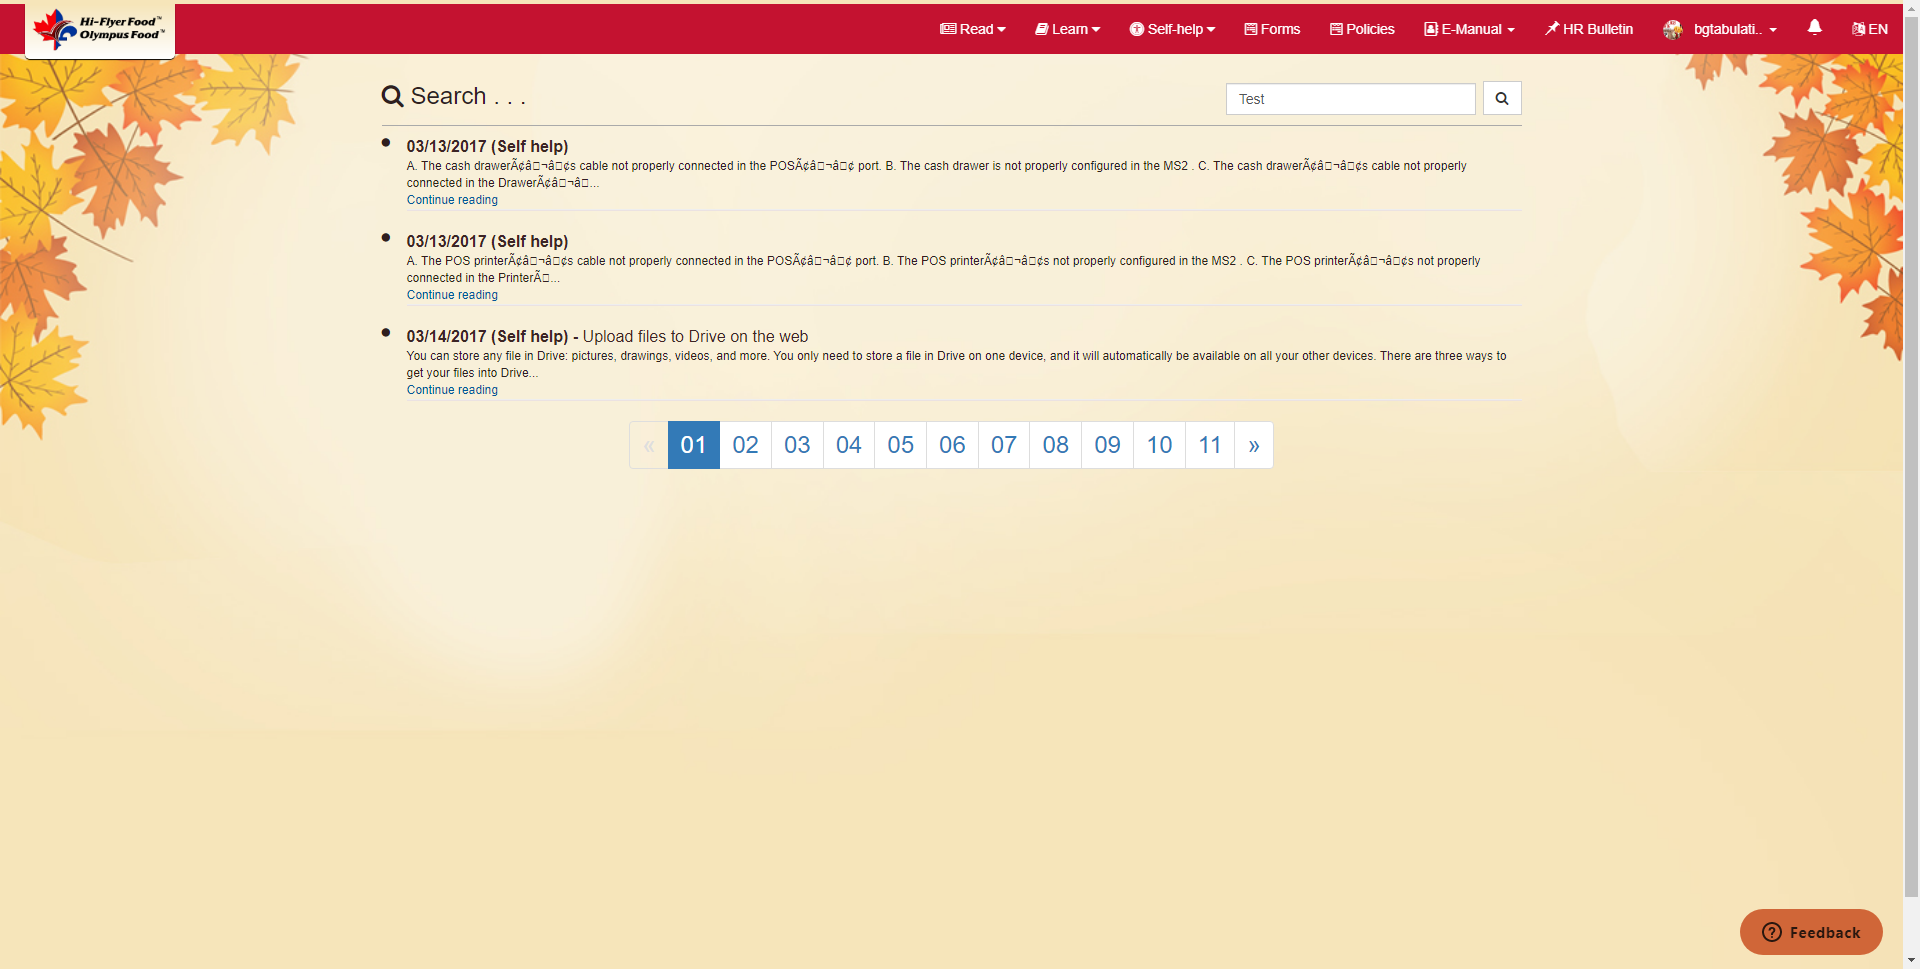 Hi-Flyer Food™
Olympus Food™
Read
Learn
Self-help
Forms
Policies
E-Manual
HR Bulletin
bgtabulati..
EN
Search . . .
Test
03/13/2017 (Self help)
A. The cash drawerÃ¢â¬â¢s cable not properly connected in the POSÃ¢â¬â¢ port. B. The cash drawer is not properly configured in the MS2 . C. The cash drawerÃ¢â¬â¢s cable not properly
connected in the DrawerÃ¢â¬â...
Continue reading
03/13/2017 (Self help)
A. The POS printerÃ¢â¬â¢s cable not properly connected in the POSÃ¢â¬â¢ port. B. The POS printerÃ¢â¬â¢s not properly configured in the MS2 . C. The POS printerÃ¢â¬â¢s not properly
connected in the PrinterÃ...
Continue reading
03/14/2017 (Self help) - Upload files to Drive on the web
You can store any file in Drive: pictures, drawings, videos, and more. You only need to store a file in Drive on one device, and it will automatically be available on all your other devices. There are three ways to
get your files into Drive...
Continue reading
« 01 02 03 04 05 06 07 08 09 10 11 »
Feedback